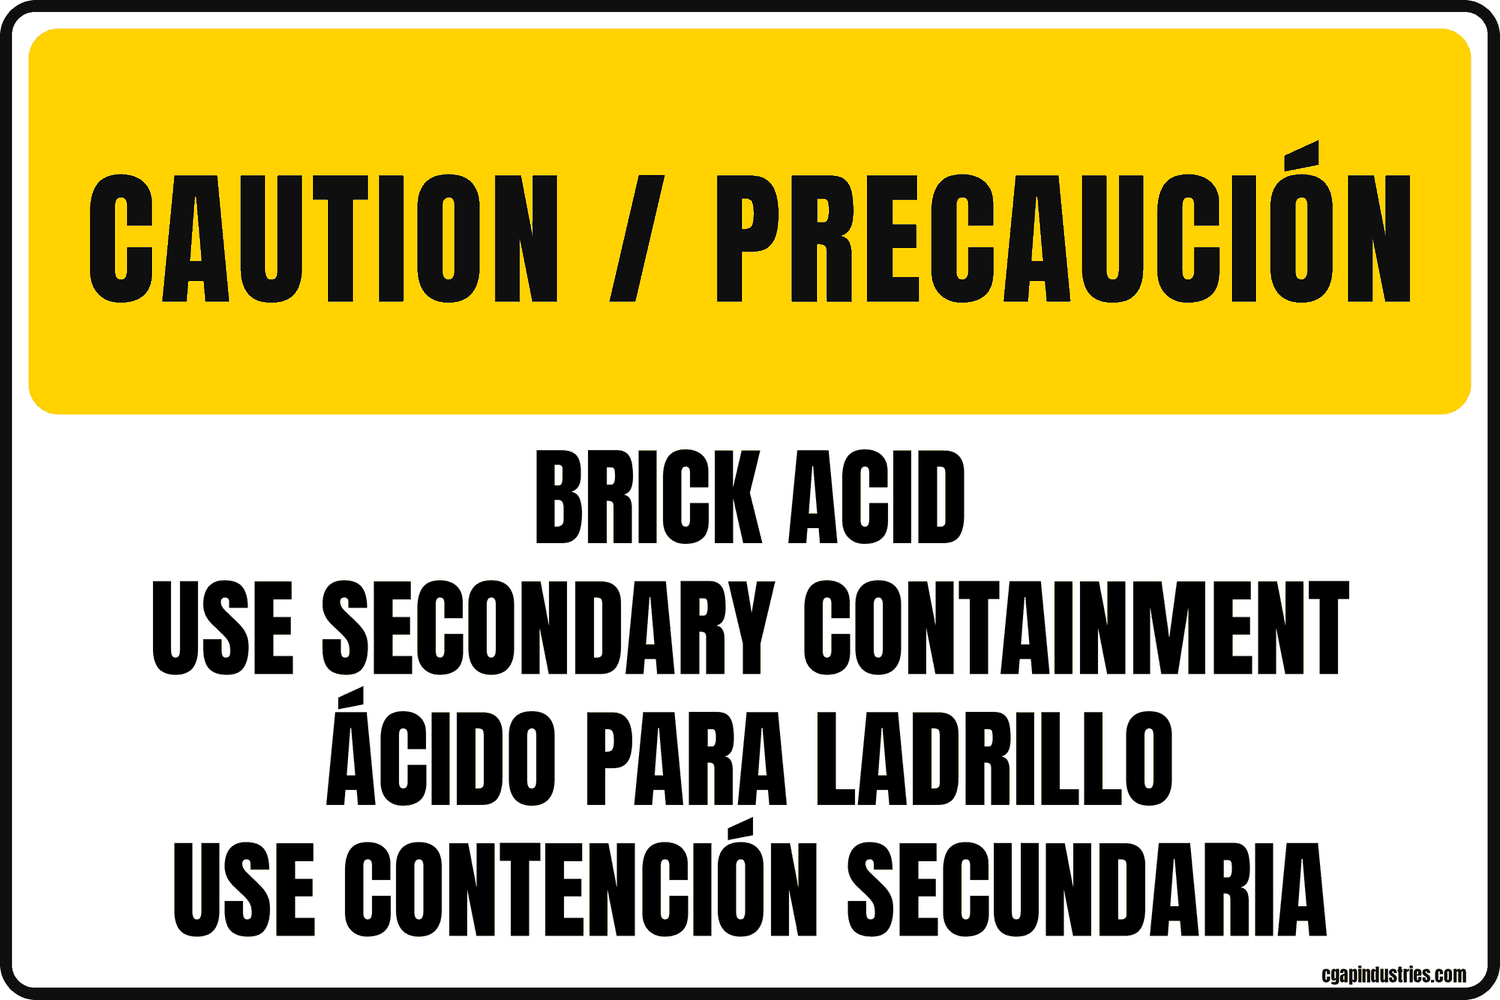 CAUTION / PRECAUCIÓN
BRICK ACID
USE SECONDARY CONTAINMENT
ÁCIDO PARA LADRILLO
USE CONTENCIÓN SECUNDARIA
cgapindustries.com